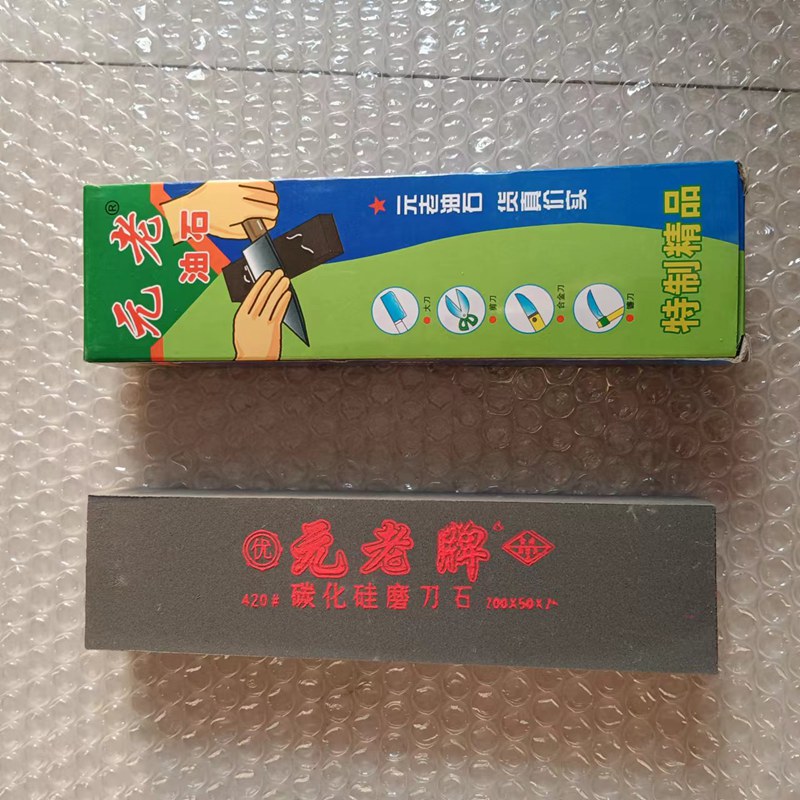 元老®
油石
★ 元老油石 货真价实
大刀
剪刀
合金刀
镰刀
特制精品
优 元老牌
420# 碳化硅磨刀石